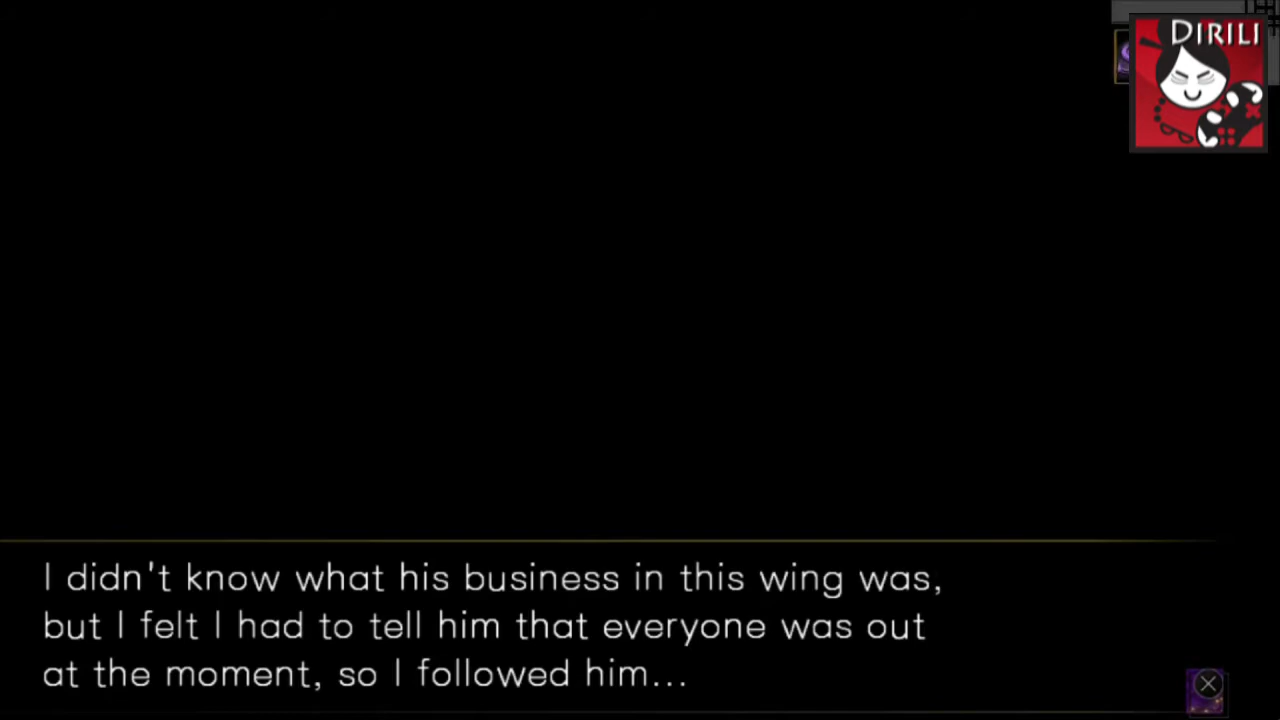 DIRILI
I didn't know what his business in this wing was,
but I felt I had to tell him that everyone was out
at the moment, so I followed him...